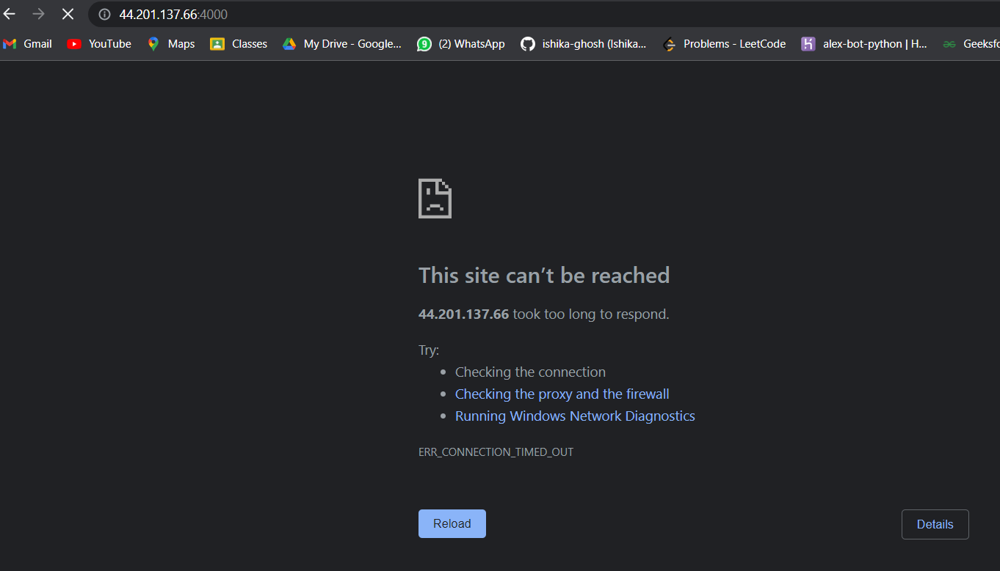 44.201.137.66:4000
Gmail YouTube Maps Classes My Drive - Google... 9 (2) WhatsApp ishika-ghosh (Ishika... Problems - LeetCode alex-bot-python | H... Geeksfo
This site can’t be reached
44.201.137.66 took too long to respond.
Try:
Checking the connection
Checking the proxy and the firewall
Running Windows Network Diagnostics
ERR_CONNECTION_TIMED_OUT
Reload Details